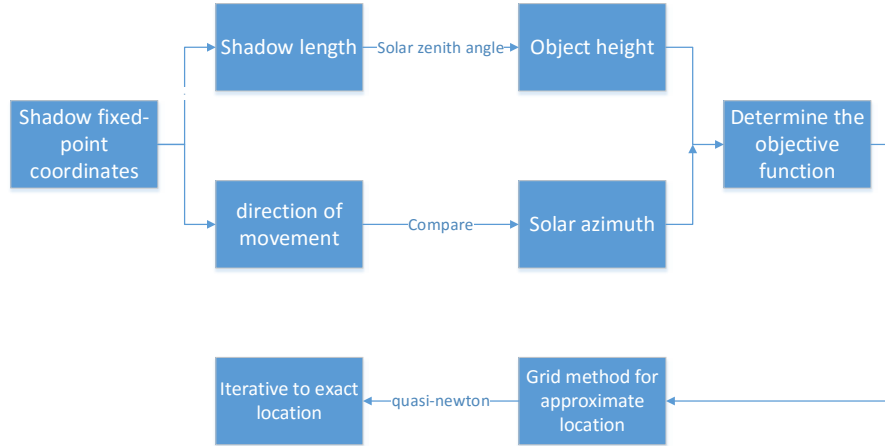 Shadow length
Solar zenith angle
Object height
Shadow fixed-
point
coordinates
Determine the
objective
function
direction of
movement
Compare
Solar azimuth
Iterative to exact
location
quasi-newton
Grid method for
approximate
location